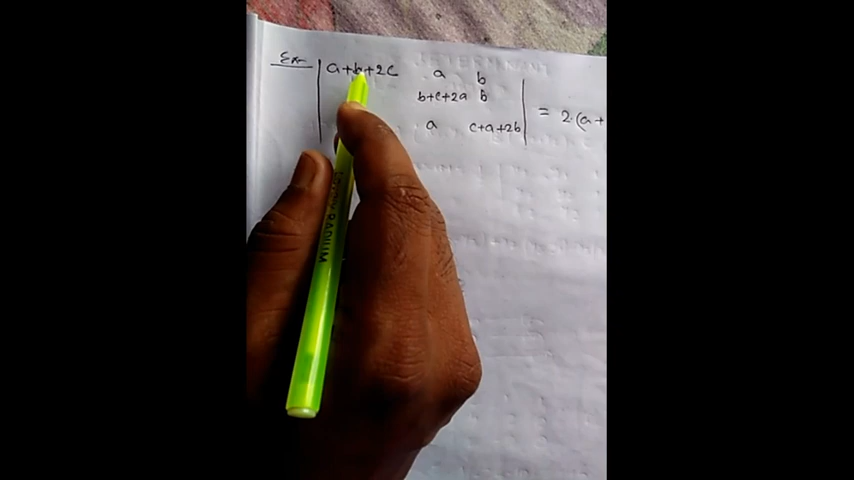 Ex- a+b+2c a b
b+c+2a b = 2.(a+
a c+a+2b